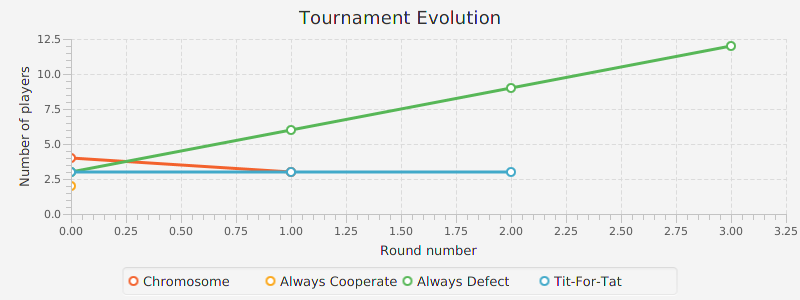 Tournament Evolution
Number of players
12.5
10.0
7.5
5.0
2.5
0.0
0.00 0.25 0.50 0.75 1.00 1.25 1.50 1.75 2.00 2.25 2.50 2.75 3.00 3.25
Round number
Chromosome Always Cooperate Always Defect Tit-For-Tat